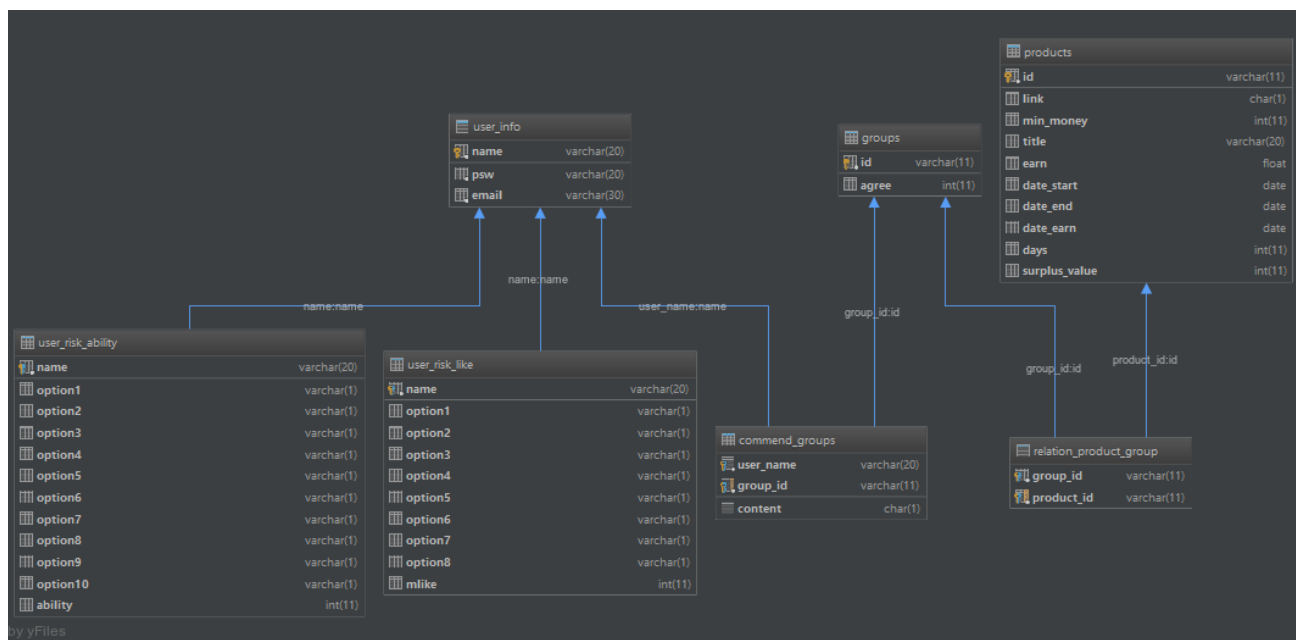 products
id varchar(11)
link char(1)
min_money int(11)
title varchar(20)
earn float
date_start date
date_end date
date_earn date
days int(11)
surplus_value int(11)
user_info
name varchar(20)
psw varchar(20)
email varchar(30)
groups
id varchar(11)
agree int(11)
name:name
name:name
user_name:name
group_id:id
group_id:id
product_id:id
user_risk_ability
name varchar(20)
option1 varchar(1)
option2 varchar(1)
option3 varchar(1)
option4 varchar(1)
option5 varchar(1)
option6 varchar(1)
option7 varchar(1)
option8 varchar(1)
option9 varchar(1)
option10 varchar(1)
ability int(11)
user_risk_like
name varchar(20)
option1 varchar(1)
option2 varchar(1)
option3 varchar(1)
option4 varchar(1)
option5 varchar(1)
option6 varchar(1)
option7 varchar(1)
option8 varchar(1)
mlike int(11)
commend_groups
user_name varchar(20)
group_id varchar(11)
content char(1)
relation_product_group
group_id varchar(11)
product_id varchar(11)
by yFiles